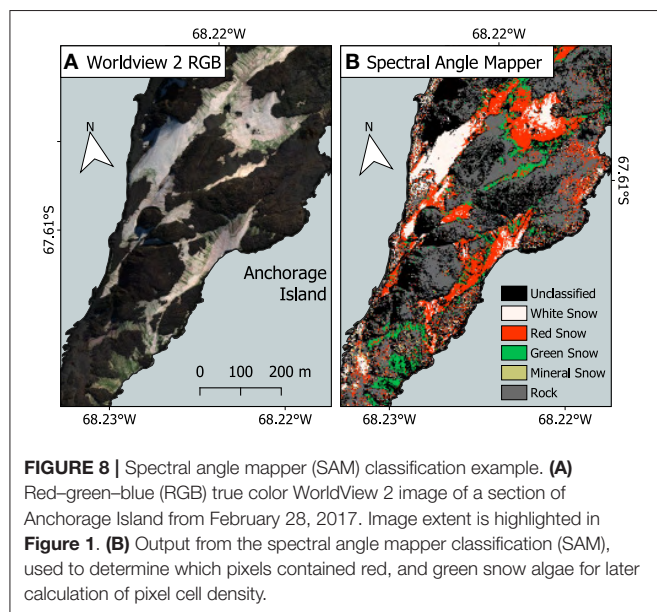 68.22°W
68.22°W
A Worldview 2 RGB
B Spectral Angle Mapper
N
N
67.61°S
67.61°S
Anchorage
Island
0 100 200 m
Unclassified
White Snow
Red Snow
Green Snow
Mineral Snow
Rock
68.23°W
68.22°W
68.23°W
68.22°W
FIGURE 8 | Spectral angle mapper (SAM) classification example. (A)
Red–green–blue (RGB) true color WorldView 2 image of a section of
Anchorage Island from February 28, 2017. Image extent is highlighted in
Figure 1. (B) Output from the spectral angle mapper classification (SAM),
used to determine which pixels contained red, and green snow algae for later
calculation of pixel cell density.